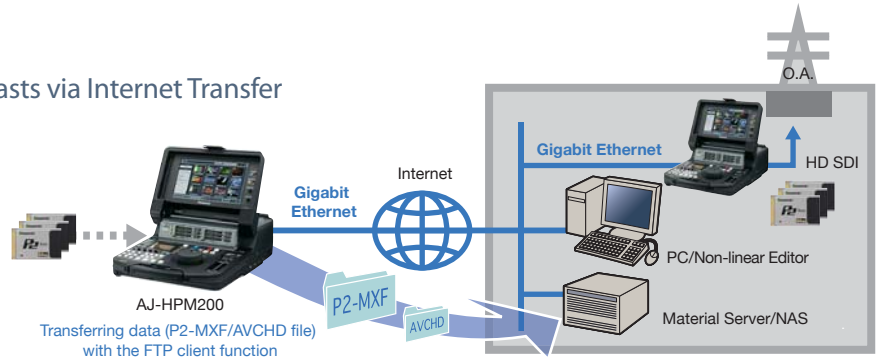 asts via Internet Transfer
O.A.
Gigabit Ethernet
HD SDI
Internet
Gigabit
Ethernet
P2
PC/Non-linear Editor
P2-MXF
AVCHD
Material Server/NAS
AJ-HPM200
Transferring data (P2-MXF/AVCHD file)
with the FTP client function